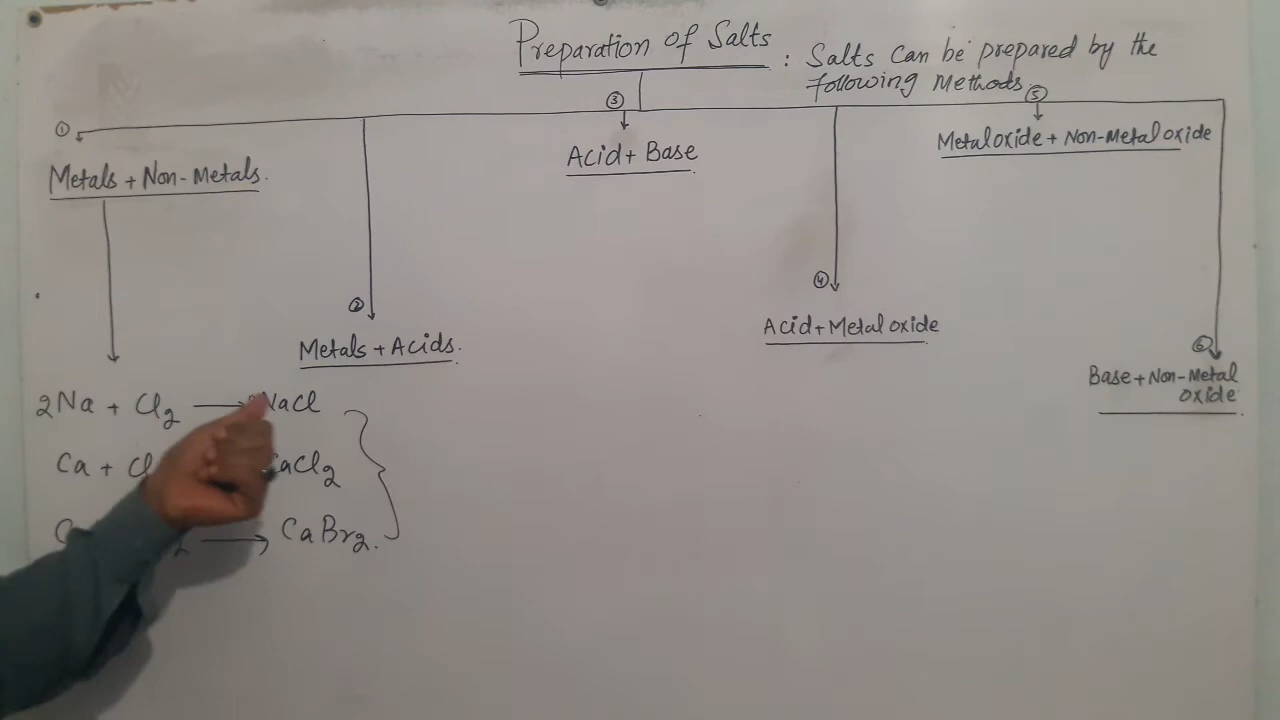 Preparation of Salts : Salts can be prepared by the
following Methods
① Metals + Non-Metals.
② Metals + Acids.
③ Acid + Base
④ Acid + Metal oxide
⑤ Metal oxide + Non-Metal oxide
⑥ Base + Non-Metal
oxide
2Na + Cl2 → NaCl
Ca + Cl CaCl2
→ CaBr2.